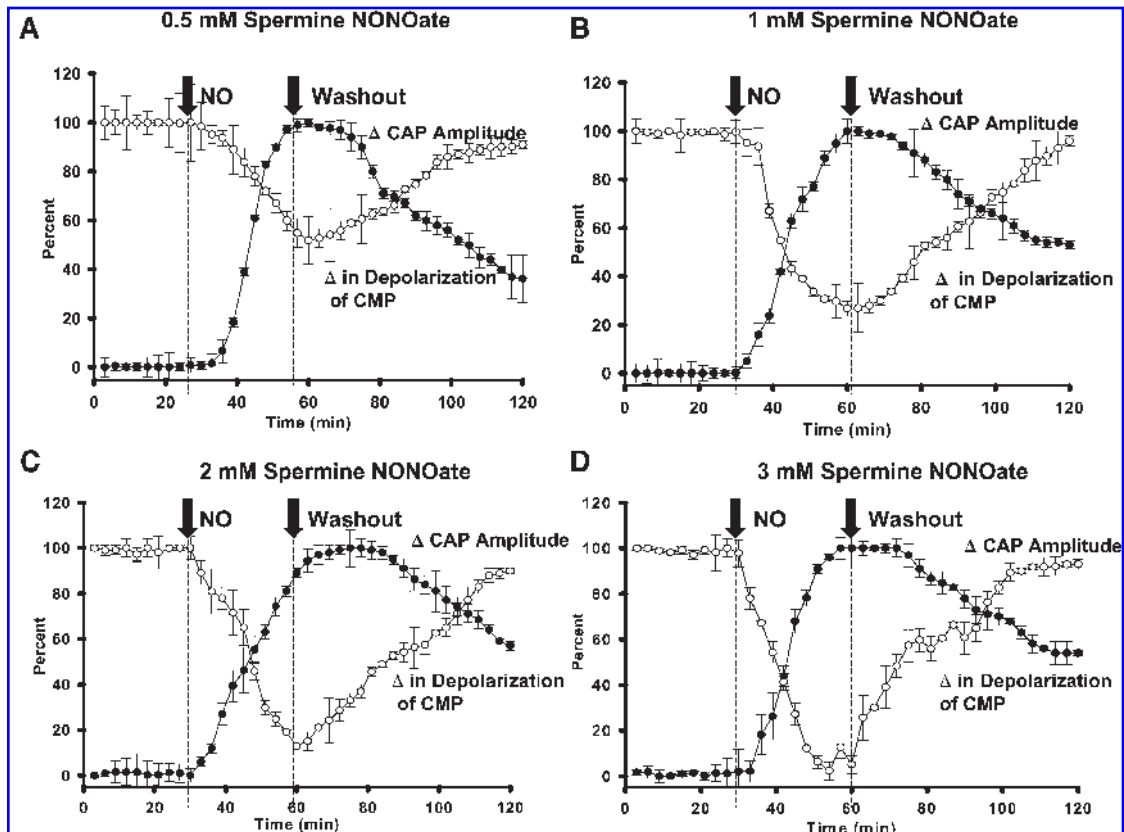 A
0.5 mM Spermine NONOate
120
100
80
60
40
20
0
Percent
NO
Washout
Δ CAP Amplitude
Δ in Depolarization
of CMP
0 20 40 60 80 100 120
Time (min)
B
1 mM Spermine NONOate
120
100
80
60
40
20
0
Percent
NO
Washout
Δ CAP Amplitude
Δ in Depolarization
of CMP
0 20 40 60 80 100 120
Time (min)
C
2 mM Spermine NONOate
120
100
80
60
40
20
0
Percent
NO
Washout
Δ CAP Amplitude
Δ in Depolarization
of CMP
0 20 40 60 80 100 120
Time (min)
D
3 mM Spermine NONOate
120
100
80
60
40
20
0
Percent
NO
Washout
Δ CAP Amplitude
Δ in Depolarization
of CMP
0 20 40 60 80 100 120
Time (min)